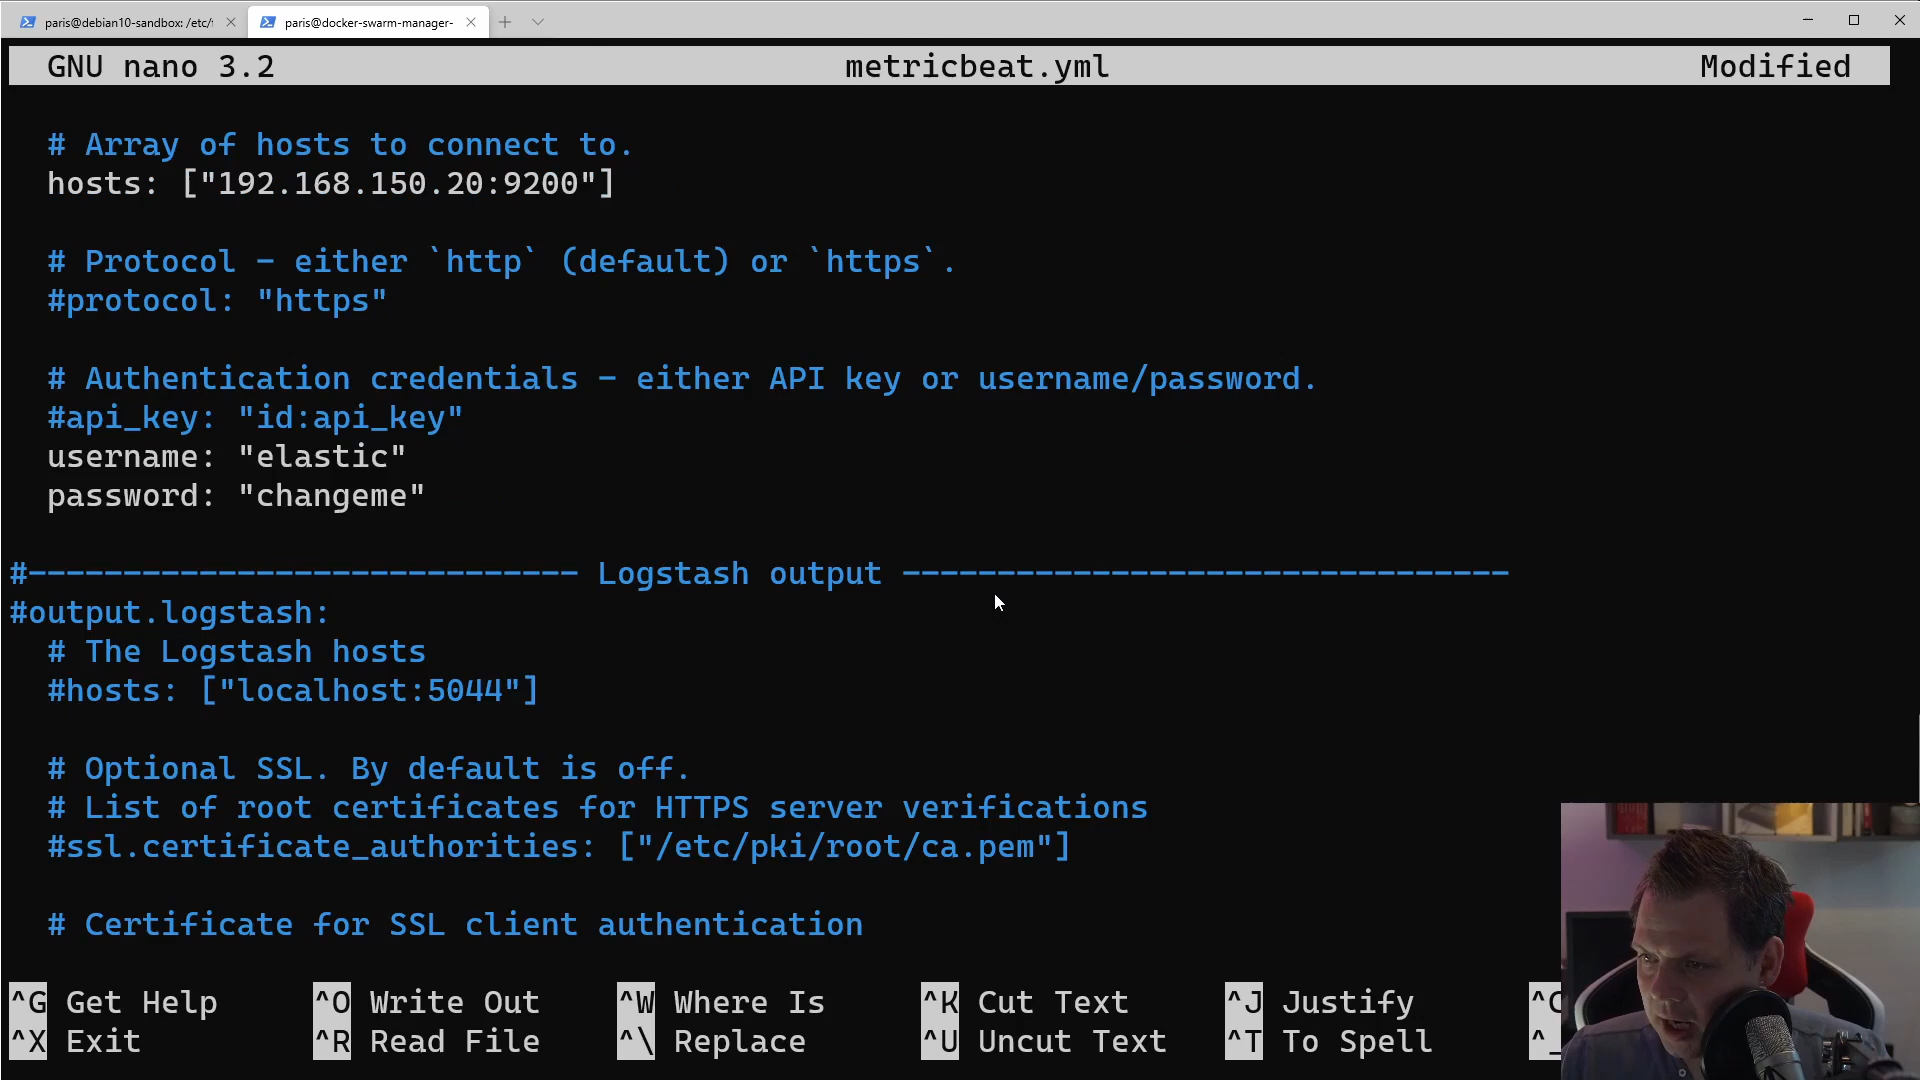 paris@debian10-sandbox: /etc/
paris@docker-swarm-manager-
GNU nano 3.2 metricbeat.yml Modified
# Array of hosts to connect to.
hosts: ["192.168.150.20:9200"]
# Protocol - either `http` (default) or `https`.
#protocol: "https"
# Authentication credentials - either API key or username/password.
#api_key: "id:api_key"
username: "elastic"
password: "changeme"
#----------------------------- Logstash output --------------------------------
#output.logstash:
# The Logstash hosts
#hosts: ["localhost:5044"]
# Optional SSL. By default is off.
# List of root certificates for HTTPS server verifications
#ssl.certificate_authorities: ["/etc/pki/root/ca.pem"]
# Certificate for SSL client authentication
^G Get Help ^O Write Out ^W Where Is ^K Cut Text ^J Justify ^C
^X Exit ^R Read File ^\ Replace ^U Uncut Text ^T To Spell ^_